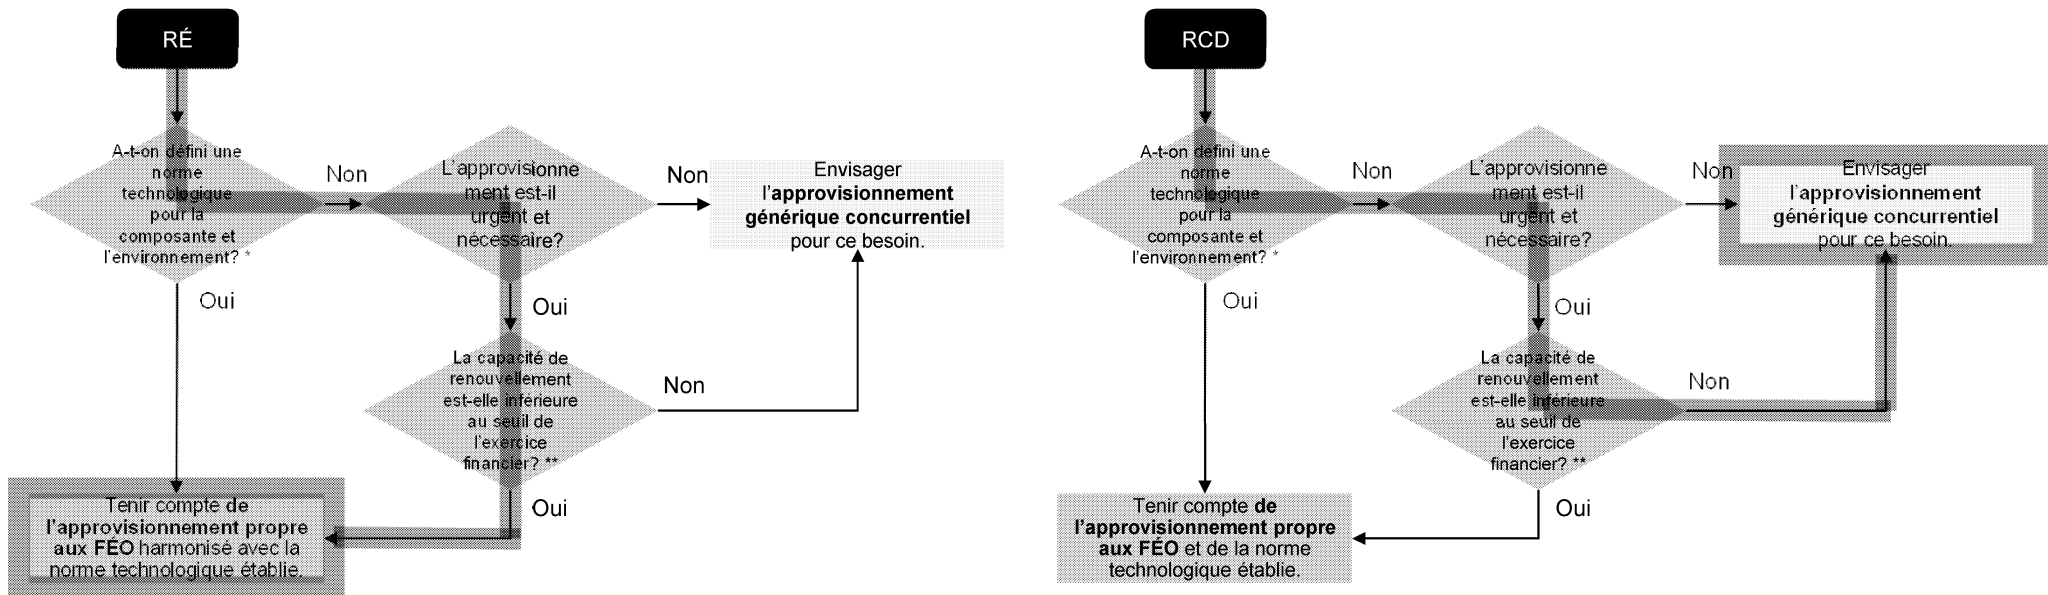 RÉ
A-t-on défini une
norme
technologique
pour la
composante et
l'environnement? *
Non
L'approvisionne
ment est-il
urgent et
nécessaire?
Non
Envisager
l'approvisionnement
générique concurrentiel
pour ce besoin.
Oui
Oui
La capacité de
renouvellement
est-elle inférieure
au seuil de
l'exercice
financier? **
Non
Oui
Tenir compte de
l'approvisionnement propre
aux FÉO harmonisé avec la
norme technologique établie.
RCD
A-t-on défini une
norme
technologique
pour la
composante et
l'environnement? *
Non
L'approvisionne
ment est-il
urgent et
nécessaire?
Non
Envisager
l'approvisionnement
générique concurrentiel
pour ce besoin.
Oui
Oui
La capacité de
renouvellement
est-elle inférieure
au seuil de
l'exercice
financier? **
Non
Oui
Tenir compte de
l'approvisionnement propre
aux FÉO et de la norme
technologique établie.